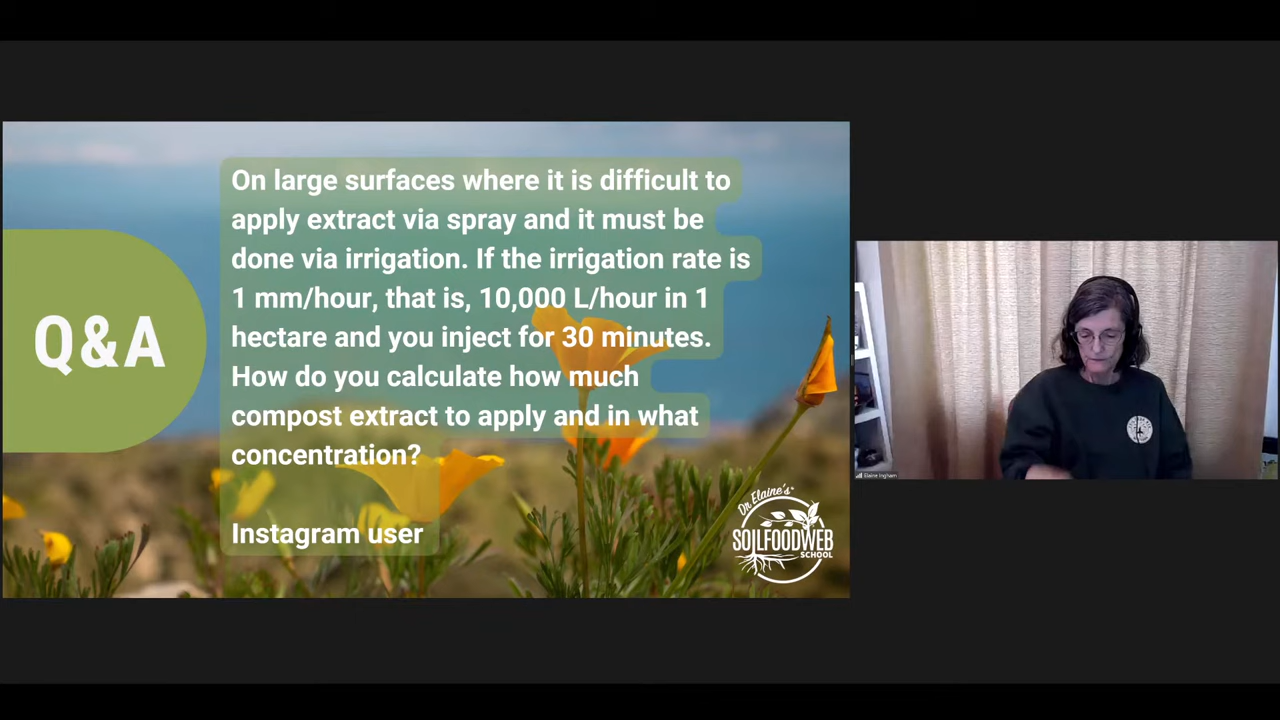 On large surfaces where it is difficult to
apply extract via spray and it must be
done via irrigation. If the irrigation rate is
1 mm/hour, that is, 10,000 L/hour in 1
hectare and you inject for 30 minutes.
How do you calculate how much
compost extract to apply and in what
concentration?
Instagram user
Q&A
Dr. Elaine's
SOILFOODWEB
SCHOOL
Elaine Ingham